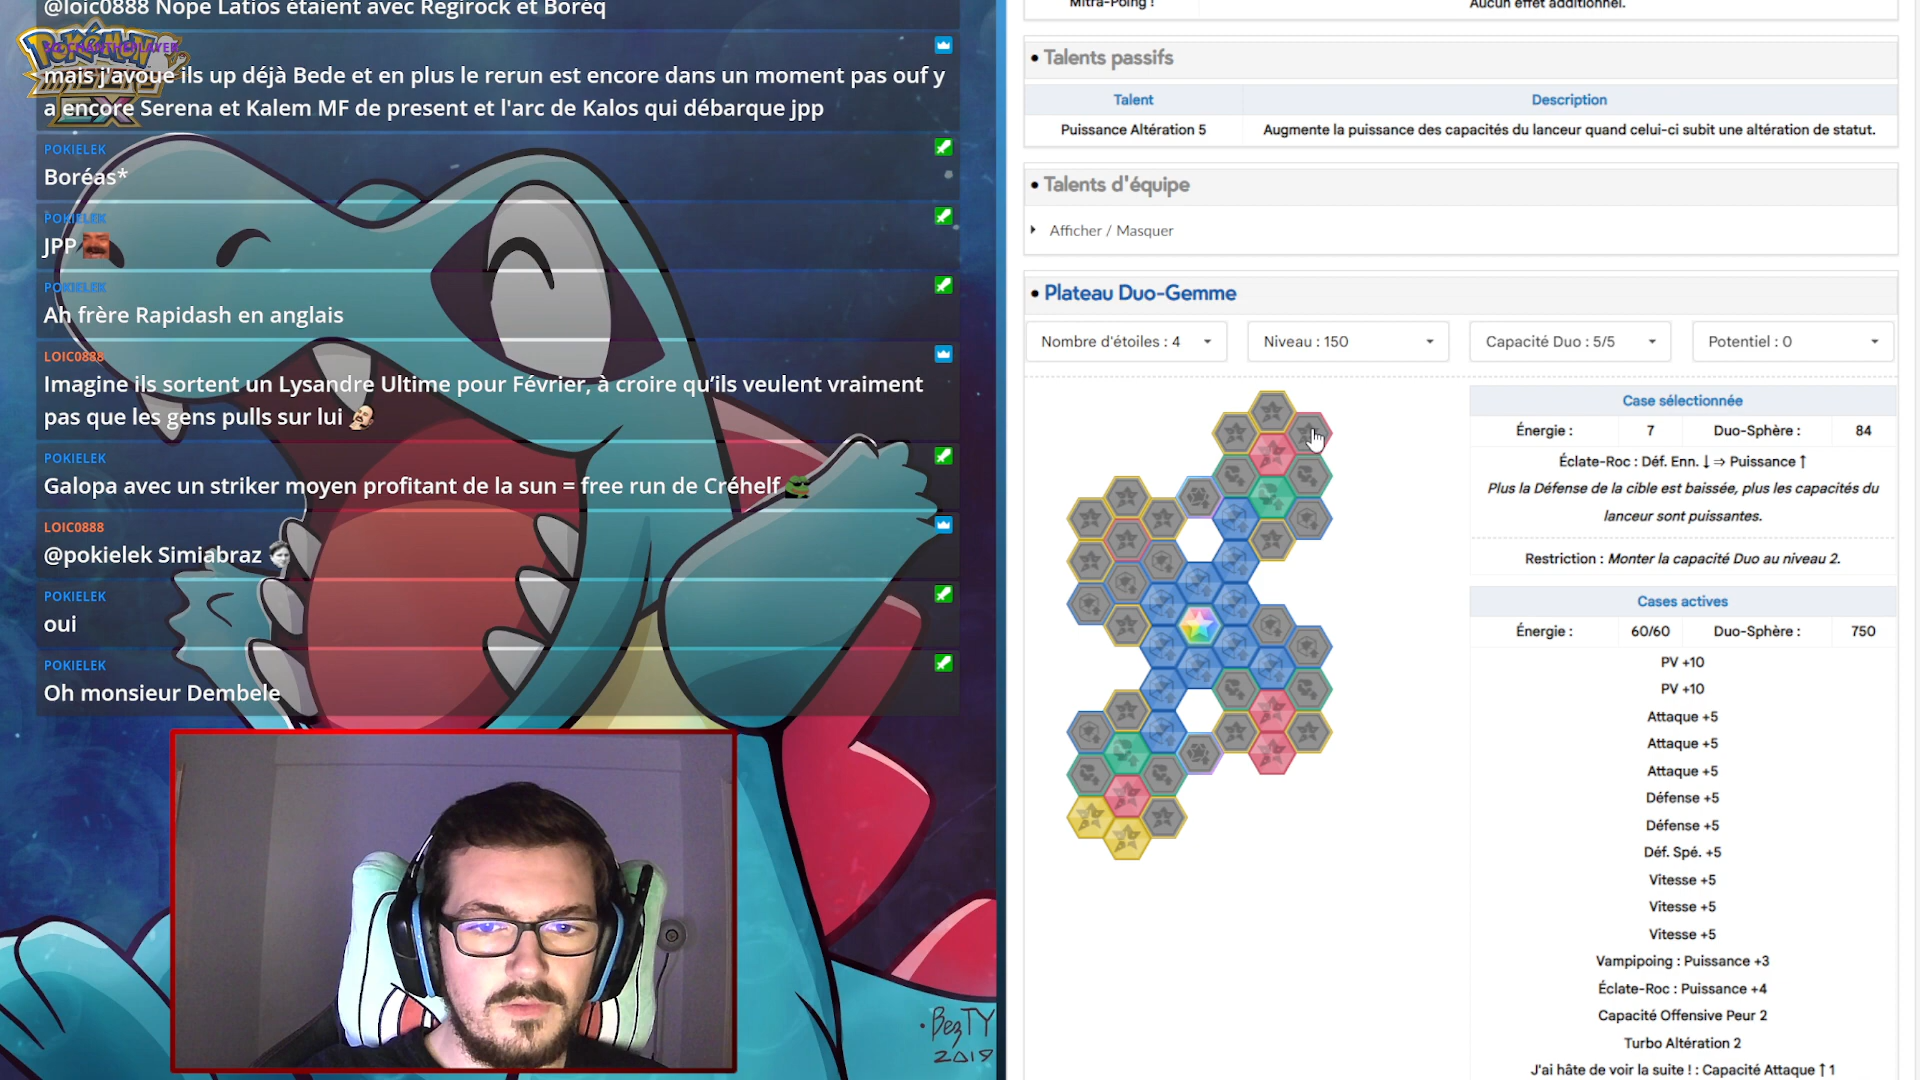 @loic0888 Nope Latios étaient avec Regirock et Boréq
mais j'avoue ils up déjà Bede et en plus le rerun est encore dans un moment pas ouf y
a encore Serena et Kalem MF de present et l'arc de Kalos qui débarque jpp
POKIELEK
Boréas*
POKIELEK
JPP
POKIELEK
Ah frère Rapidash en anglais
LOIC0888
Imagine ils sortent un Lysandre Ultime pour Février, à croire qu'ils veulent vraiment
pas que les gens pulls sur lui
POKIELEK
Galopa avec un striker moyen profitant de la sun = free run de Créhelf
LOIC0888
@pokielek Simiabraz
POKIELEK
oui
POKIELEK
Oh monsieur Dembele
BezTY
2019
Mitra-Poing !
Aucun effet additionnel.
• Talents passifs
Talent
Description
Puissance Altération 5
Augmente la puissance des capacités du lanceur quand celui-ci subit une altération de statut.
• Talents d'équipe
Afficher / Masquer
• Plateau Duo-Gemme
Nombre d'étoiles : 4
Niveau : 150
Capacité Duo : 5/5
Potentiel : 0
Case sélectionnée
Énergie : 7 Duo-Sphère : 84
Éclate-Roc : Déf. Enn. ↓ ⇒ Puissance ↑
Plus la Défense de la cible est baissée, plus les capacités du
lanceur sont puissantes.
Restriction : Monter la capacité Duo au niveau 2.
Cases actives
Énergie : 60/60 Duo-Sphère : 750
PV +10
PV +10
Attaque +5
Attaque +5
Attaque +5
Défense +5
Défense +5
Déf. Spé. +5
Vitesse +5
Vitesse +5
Vitesse +5
Vampipoing : Puissance +3
Éclate-Roc : Puissance +4
Capacité Offensive Peur 2
Turbo Altération 2
J'ai hâte de voir la suite ! : Capacité Attaque ↑ 1